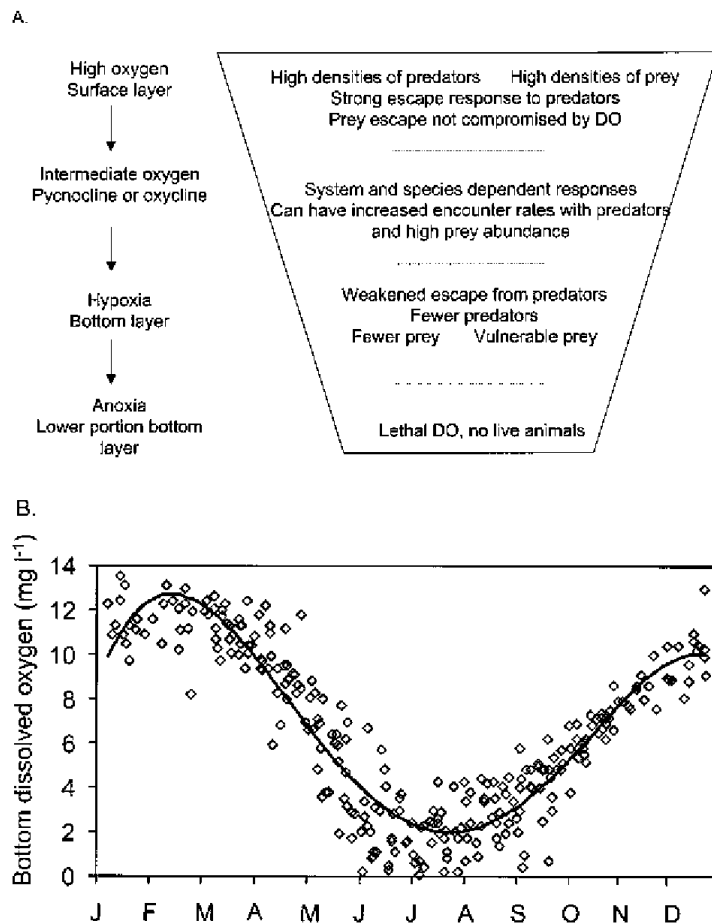 A.
High oxygen
Surface layer
Intermediate oxygen
Pycnocline or oxycline
Hypoxia
Bottom layer
Anoxia
Lower portion bottom
layer
High densities of predators High densities of prey
Strong escape response to predators
Prey escape not compromised by DO
System and species dependent responses
Can have increased encounter rates with predators
and high prey abundance
Weakened escape from predators
Fewer predators
Fewer prey Vulnerable prey
Lethal DO, no live animals
B.
Bottom dissolved oxygen (mg l⁻¹)
14
12
10
8
6
4
2
0
J F M A M J J A S O N D